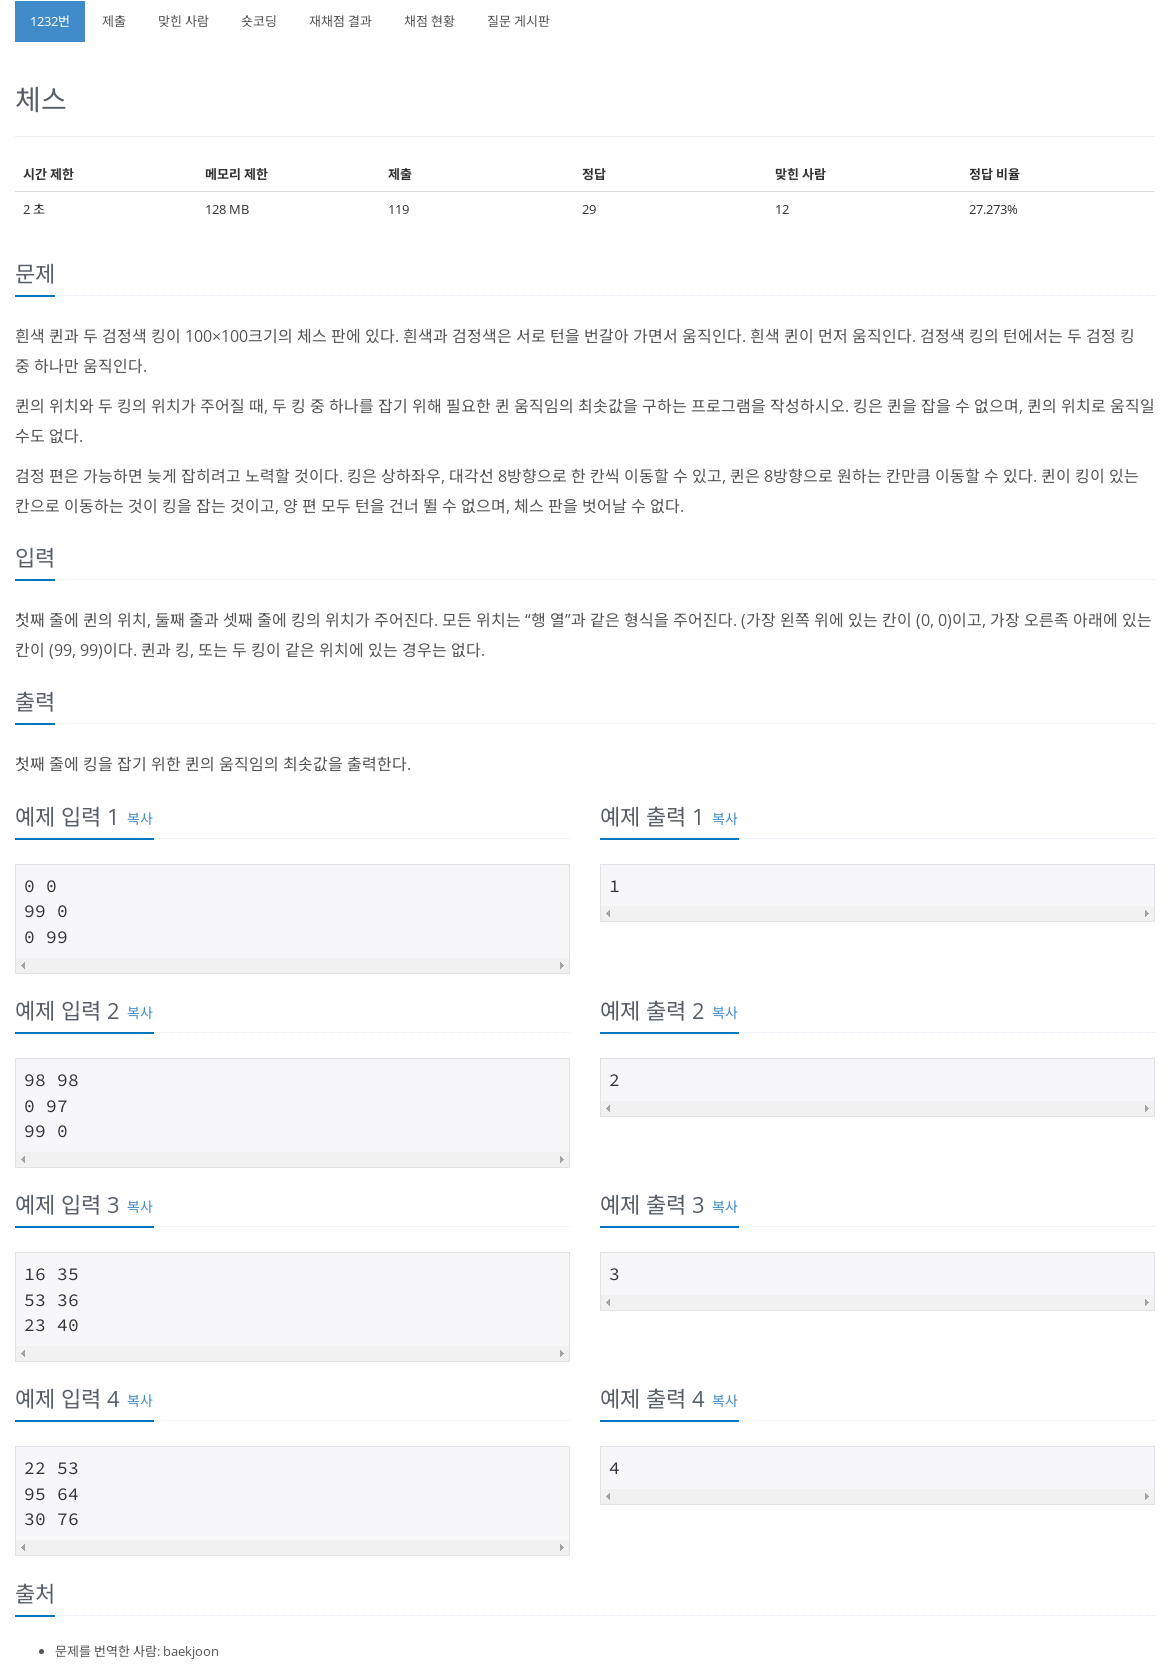 1232번 제출 맞힌 사람 숏코딩 재채점 결과 채점 현황 질문 게시판
체스
시간 제한 메모리 제한 제출 정답 맞힌 사람 정답 비율
2 초 128 MB 119 29 12 27.273%
문제
흰색 퀸과 두 검정색 킹이 100×100크기의 체스 판에 있다. 흰색과 검정색은 서로 턴을 번갈아 가면서 움직인다. 흰색 퀸이 먼저 움직인다. 검정색 킹의 턴에서는 두 검정 킹
중 하나만 움직인다.
퀸의 위치와 두 킹의 위치가 주어질 때, 두 킹 중 하나를 잡기 위해 필요한 퀸 움직임의 최솟값을 구하는 프로그램을 작성하시오. 킹은 퀸을 잡을 수 없으며, 퀸의 위치로 움직일
수도 없다.
검정 편은 가능하면 늦게 잡히려고 노력할 것이다. 킹은 상하좌우, 대각선 8방향으로 한 칸씩 이동할 수 있고, 퀸은 8방향으로 원하는 칸만큼 이동할 수 있다. 퀸이 킹이 있는
칸으로 이동하는 것이 킹을 잡는 것이고, 양 편 모두 턴을 건너 뛸 수 없으며, 체스 판을 벗어날 수 없다.
입력
첫째 줄에 퀸의 위치, 둘째 줄과 셋째 줄에 킹의 위치가 주어진다. 모든 위치는 “행 열”과 같은 형식을 주어진다. (가장 왼쪽 위에 있는 칸이 (0, 0)이고, 가장 오른족 아래에 있는
칸이 (99, 99)이다. 퀸과 킹, 또는 두 킹이 같은 위치에 있는 경우는 없다.
출력
첫째 줄에 킹을 잡기 위한 퀸의 움직임의 최솟값을 출력한다.
예제 입력 1 복사
0 0
99 0
0 99
예제 출력 1 복사
1
예제 입력 2 복사
98 98
0 97
99 0
예제 출력 2 복사
2
예제 입력 3 복사
16 35
53 36
23 40
예제 출력 3 복사
3
예제 입력 4 복사
22 53
95 64
30 76
예제 출력 4 복사
4
출처
문제를 번역한 사람: baekjoon